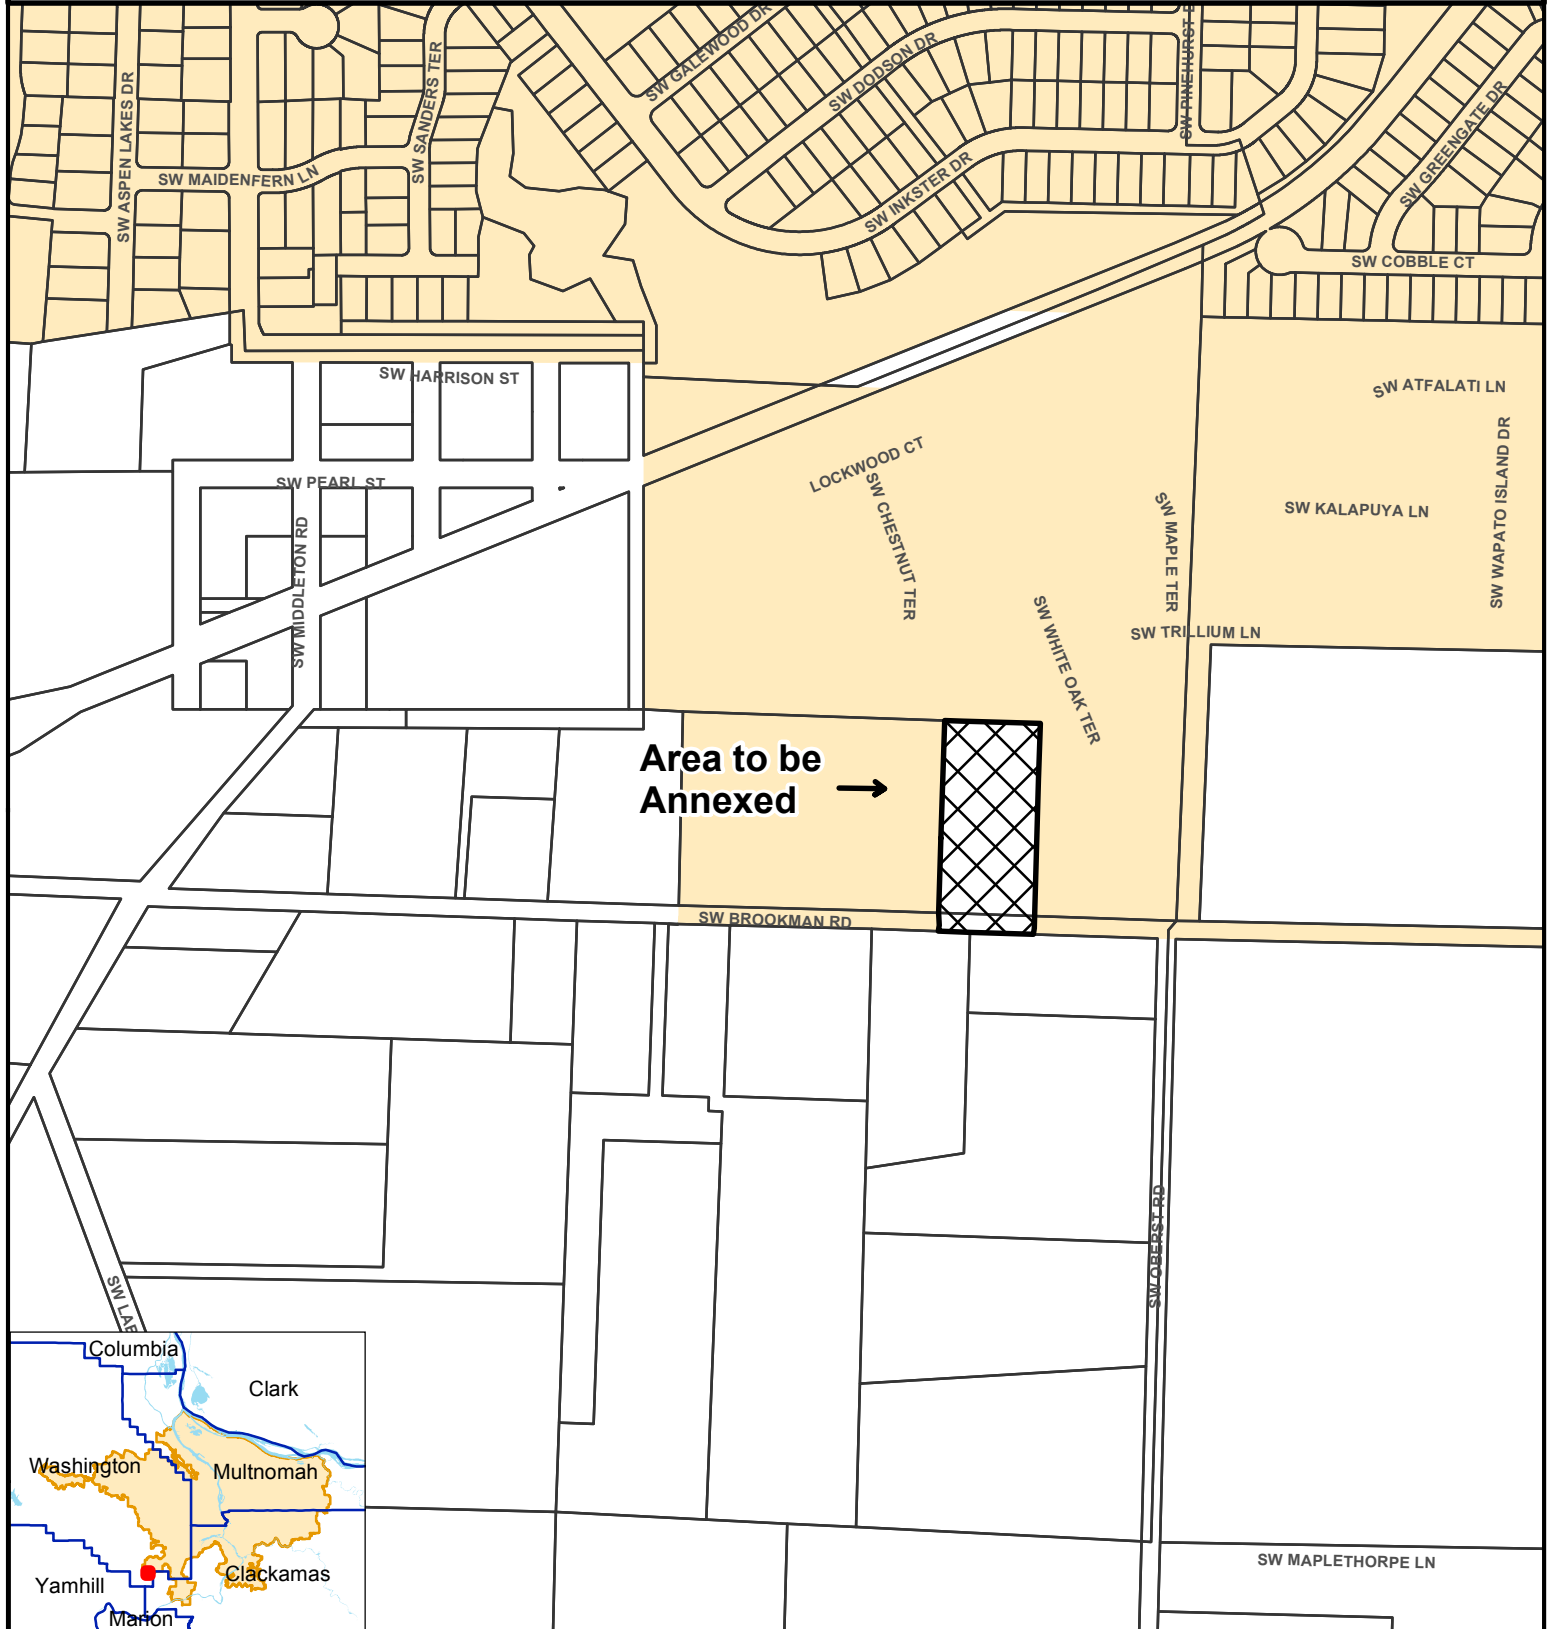 SW GALEWOOD DR
SW DODSON DR
SW PINEHURST
SW ASPEN LAKES DR
SW SANDERS TER
SW MAIDENFERN LN
SW INKSTER DR
SW GREENGATE DR
SW COBBLE CT
SW HARRISON ST
SW ATFALATI LN
LOCKWOOD CT
SW PEARL ST
SW CHESTNUT TER
SW MAPLE TER
SW KALAPUYA LN
SW WAPATO ISLAND DR
SW MIDDLETON RD
SW WHITE OAK TER
SW TRILLIUM LN
Area to be
Annexed
SW BROOKMAN RD
SW OBERST RD
SW LAE
Columbia
Clark
Washington
Multnomah
Clackamas
Yamhill
Marion
SW MAPLETHORPE LN